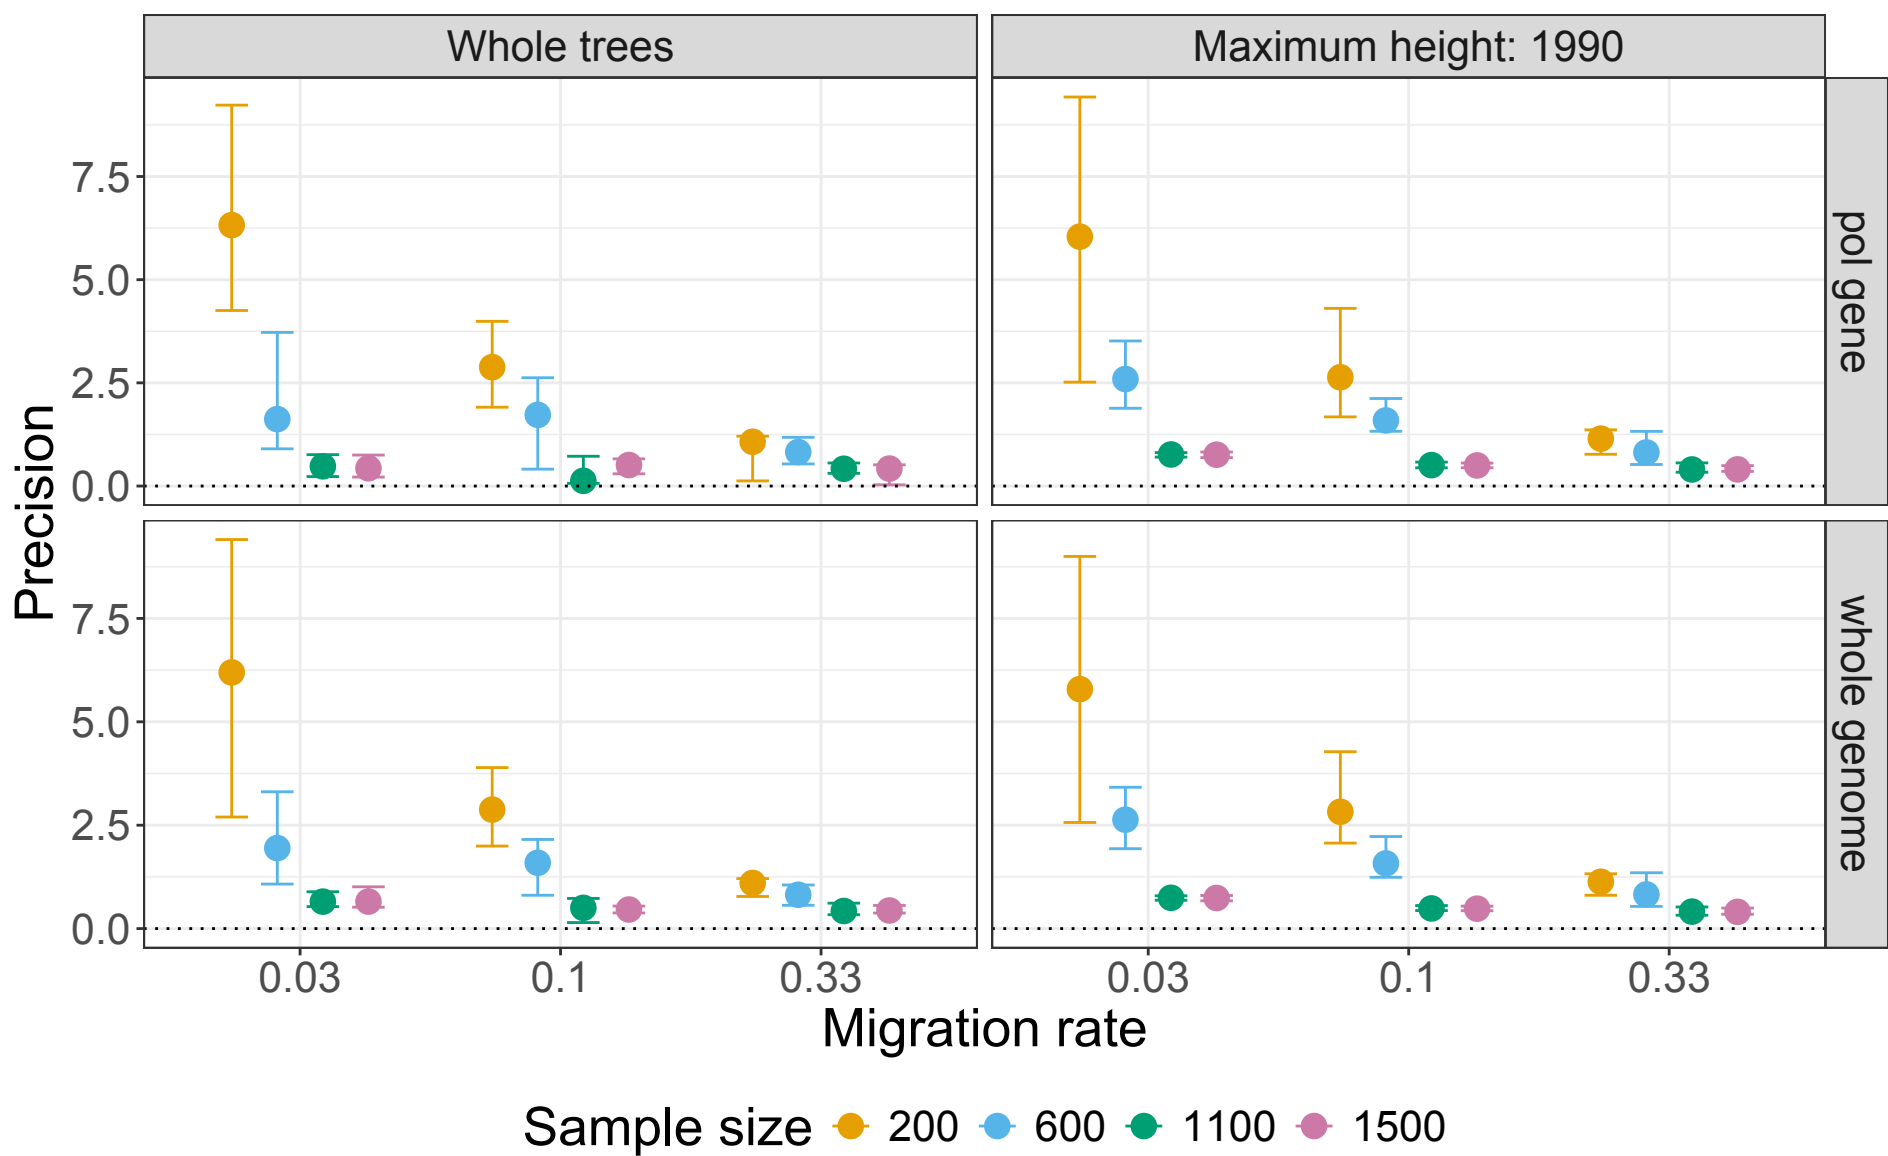 Whole trees
Maximum height: 1990
7.5
5.0
2.5
0.0
pol gene
Precision
7.5
5.0
2.5
0.0
whole genome
0.03 0.1 0.33
0.03 0.1 0.33
Migration rate
Sample size 200 600 1100 1500